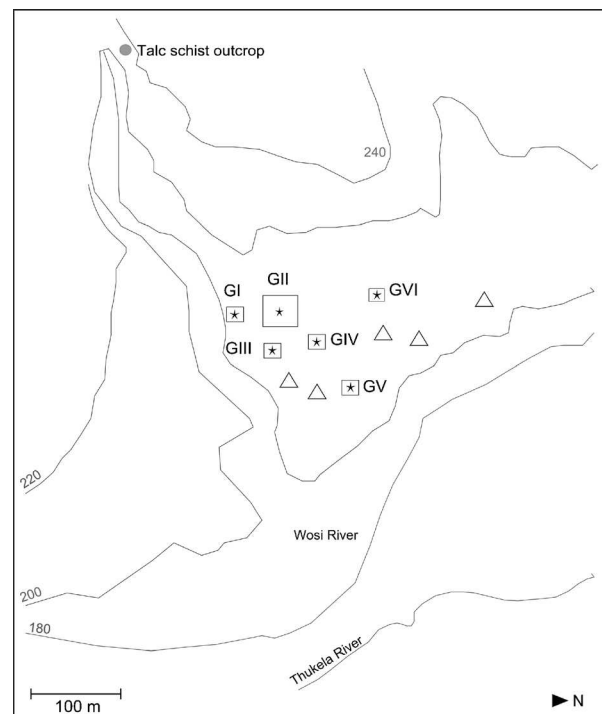 Talc schist outcrop
240
GII
GI
GVI
GIII
GIV
GV
220
Wosi River
200
180
Thukela River
100 m
N